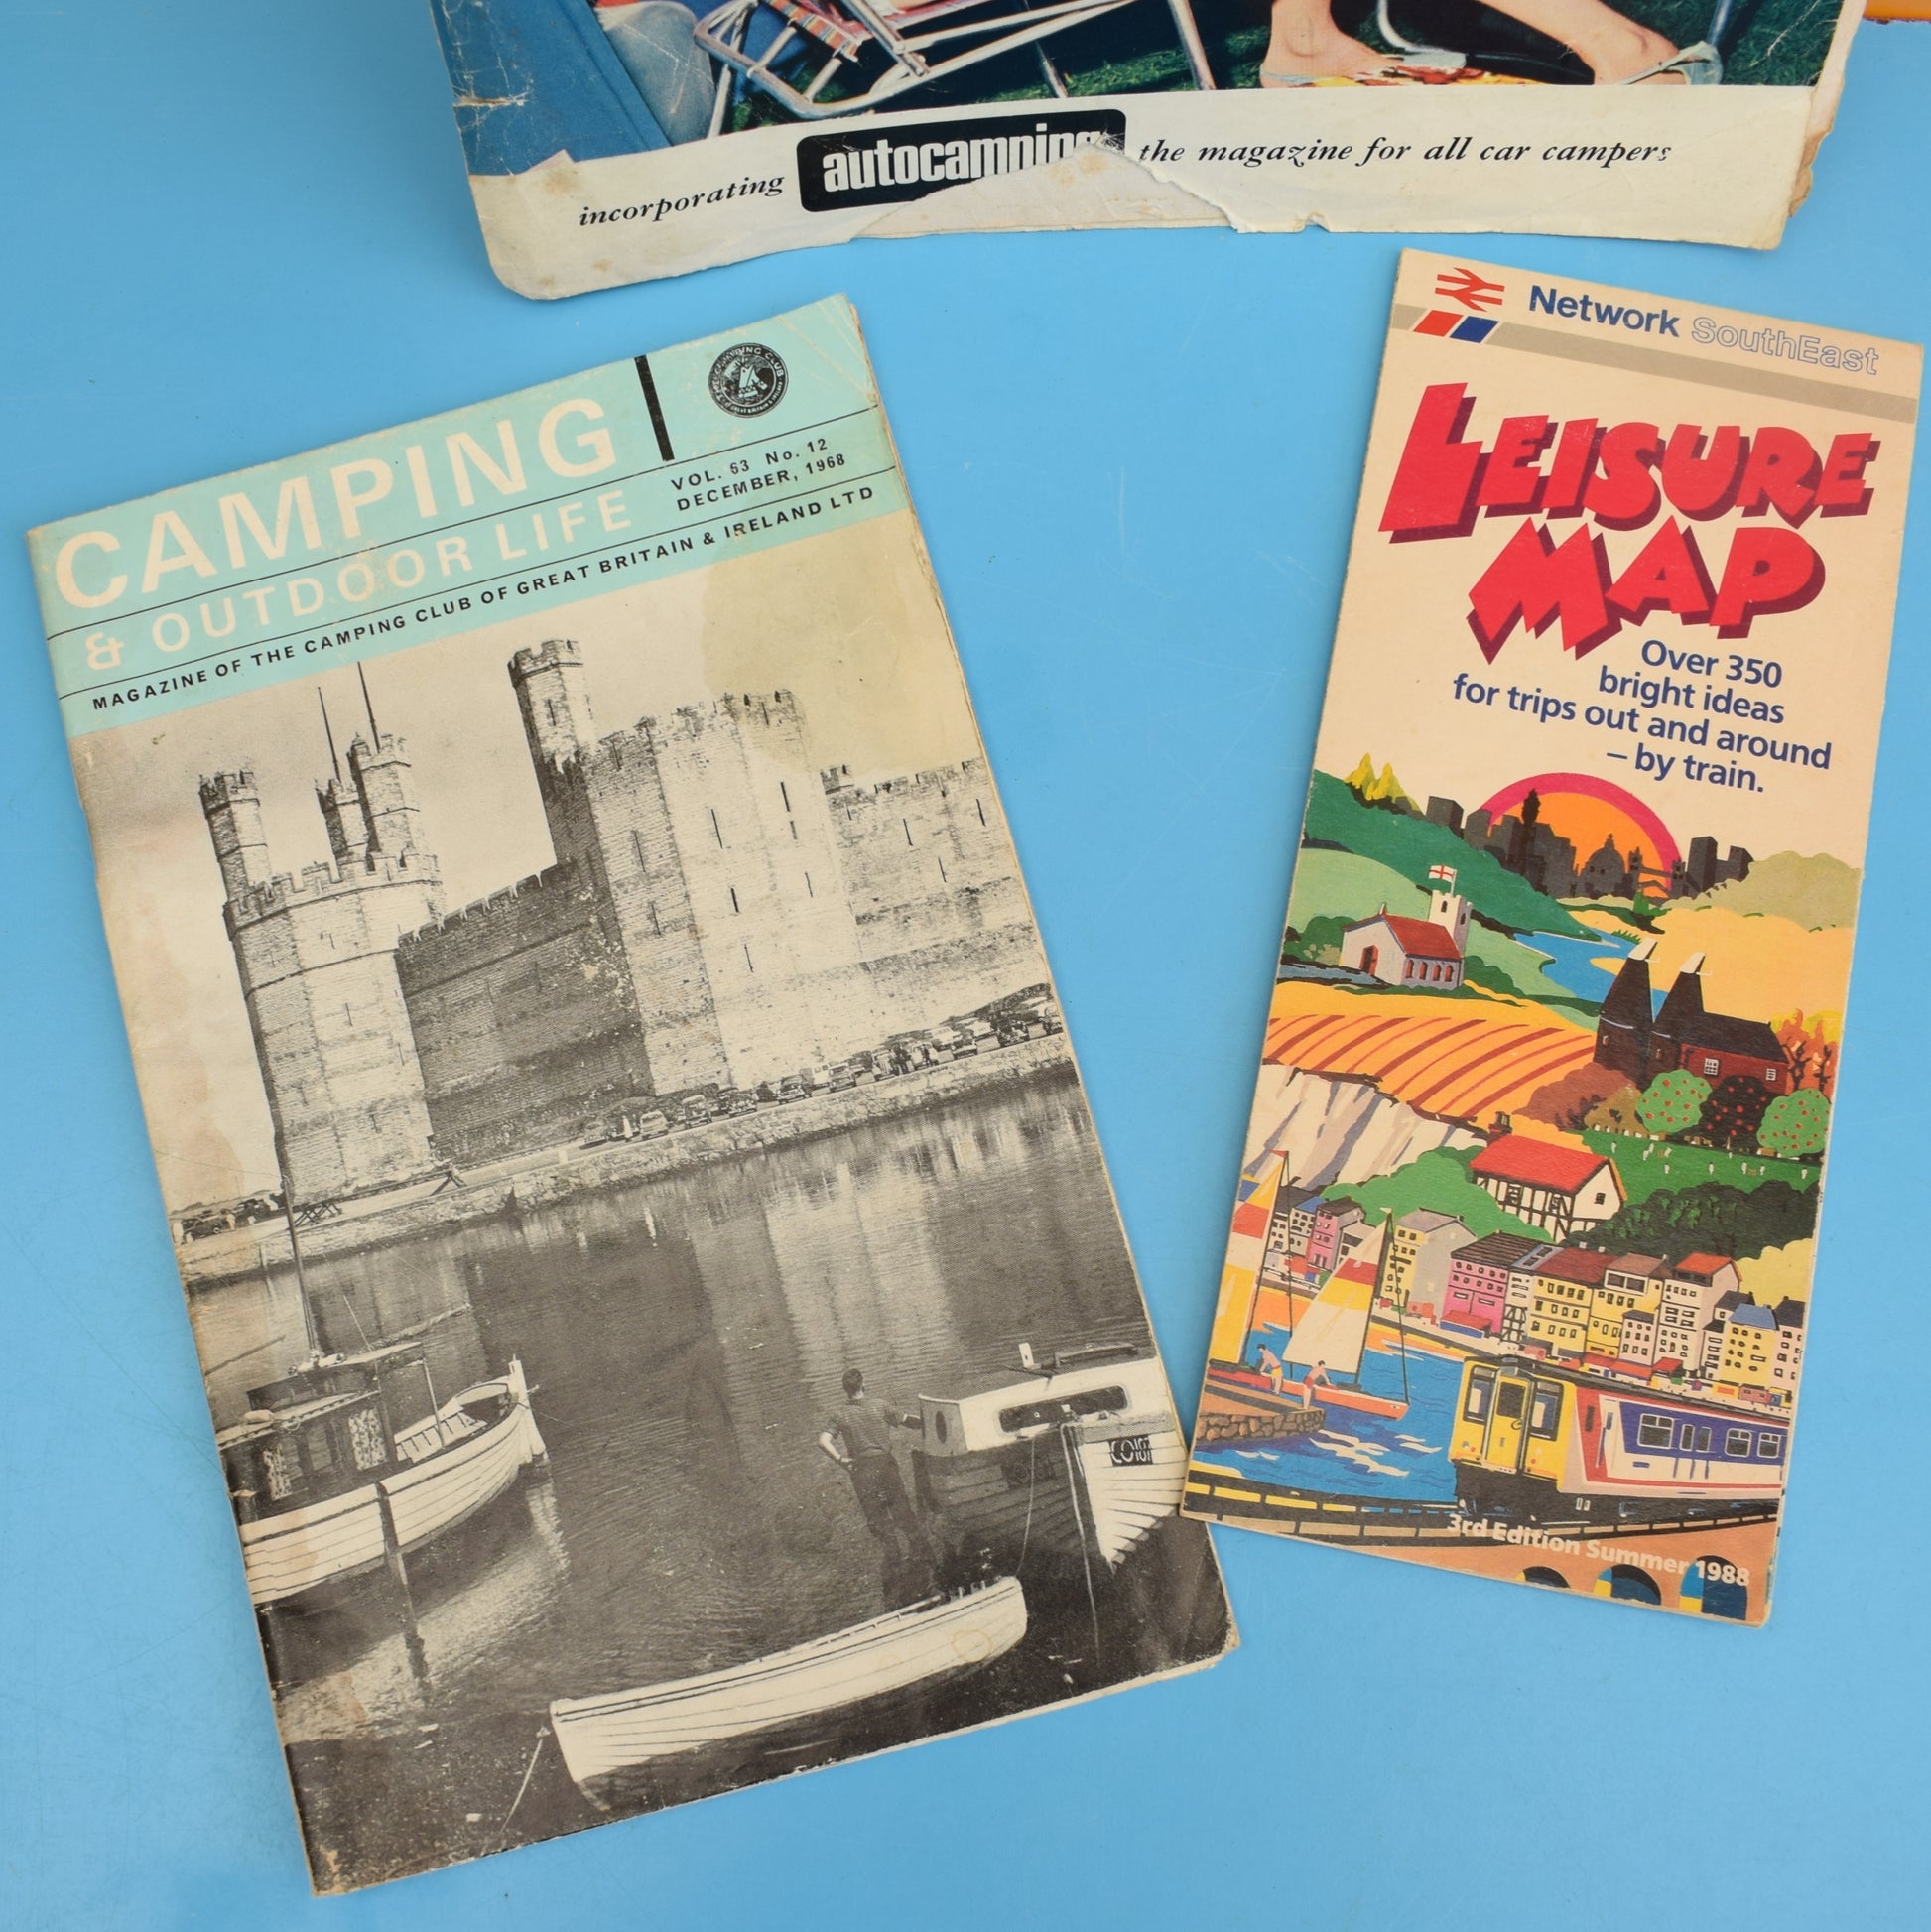 incorporating autocamping the magazine for all car campers
CAMPING
& OUTDOOR LIFE
VOL. 63 No. 12
DECEMBER, 1968
MAGAZINE OF THE CAMPING CLUB OF GREAT BRITAIN & IRELAND LTD
CO187
Network SouthEast
LEISURE
MAP
Over 350
bright ideas
for trips out and around
– by train.
3rd Edition Summer 1988